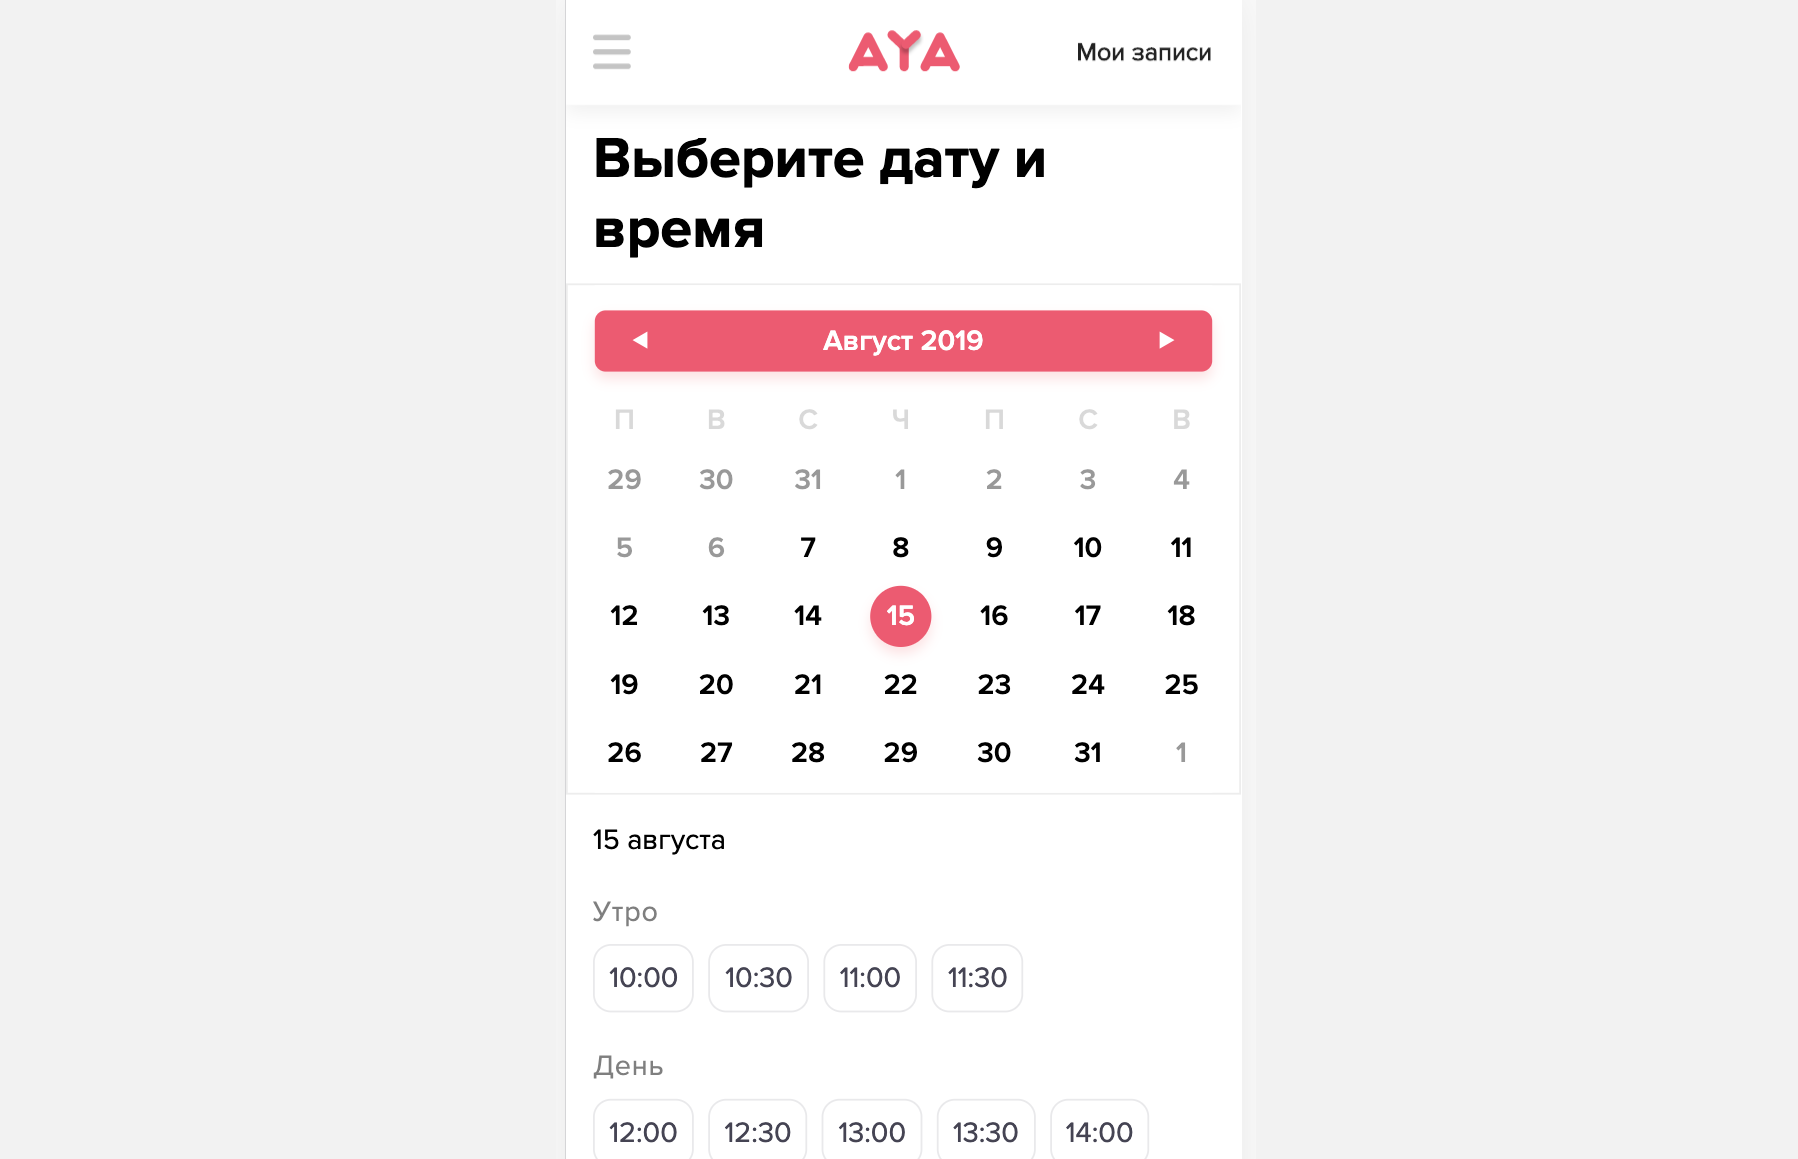 AYA
Мои записи
Выберите дату и
время
Август 2019
П В С Ч П С В
29 30 31 1 2 3 4
5 6 7 8 9 10 11
12 13 14 15 16 17 18
19 20 21 22 23 24 25
26 27 28 29 30 31 1
15 августа
Утро
10:00 10:30 11:00 11:30
День
12:00 12:30 13:00 13:30 14:00